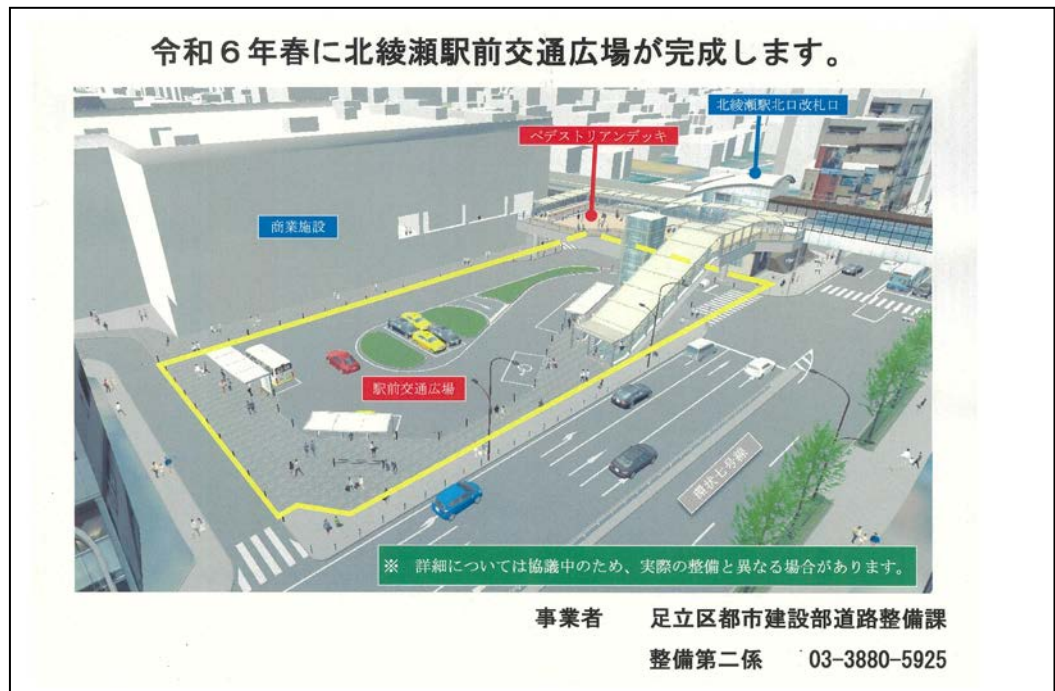 令和６年春に北綾瀬駅前交通広場が完成します。
北綾瀬駅北口改札口
ペデストリアンデッキ
商業施設
駅前交通広場
環状七号線
※　詳細については協議中のため、実際の整備と異なる場合があります。
事業者　　足立区都市建設部道路整備課
整備第二係　　03-3880-5925